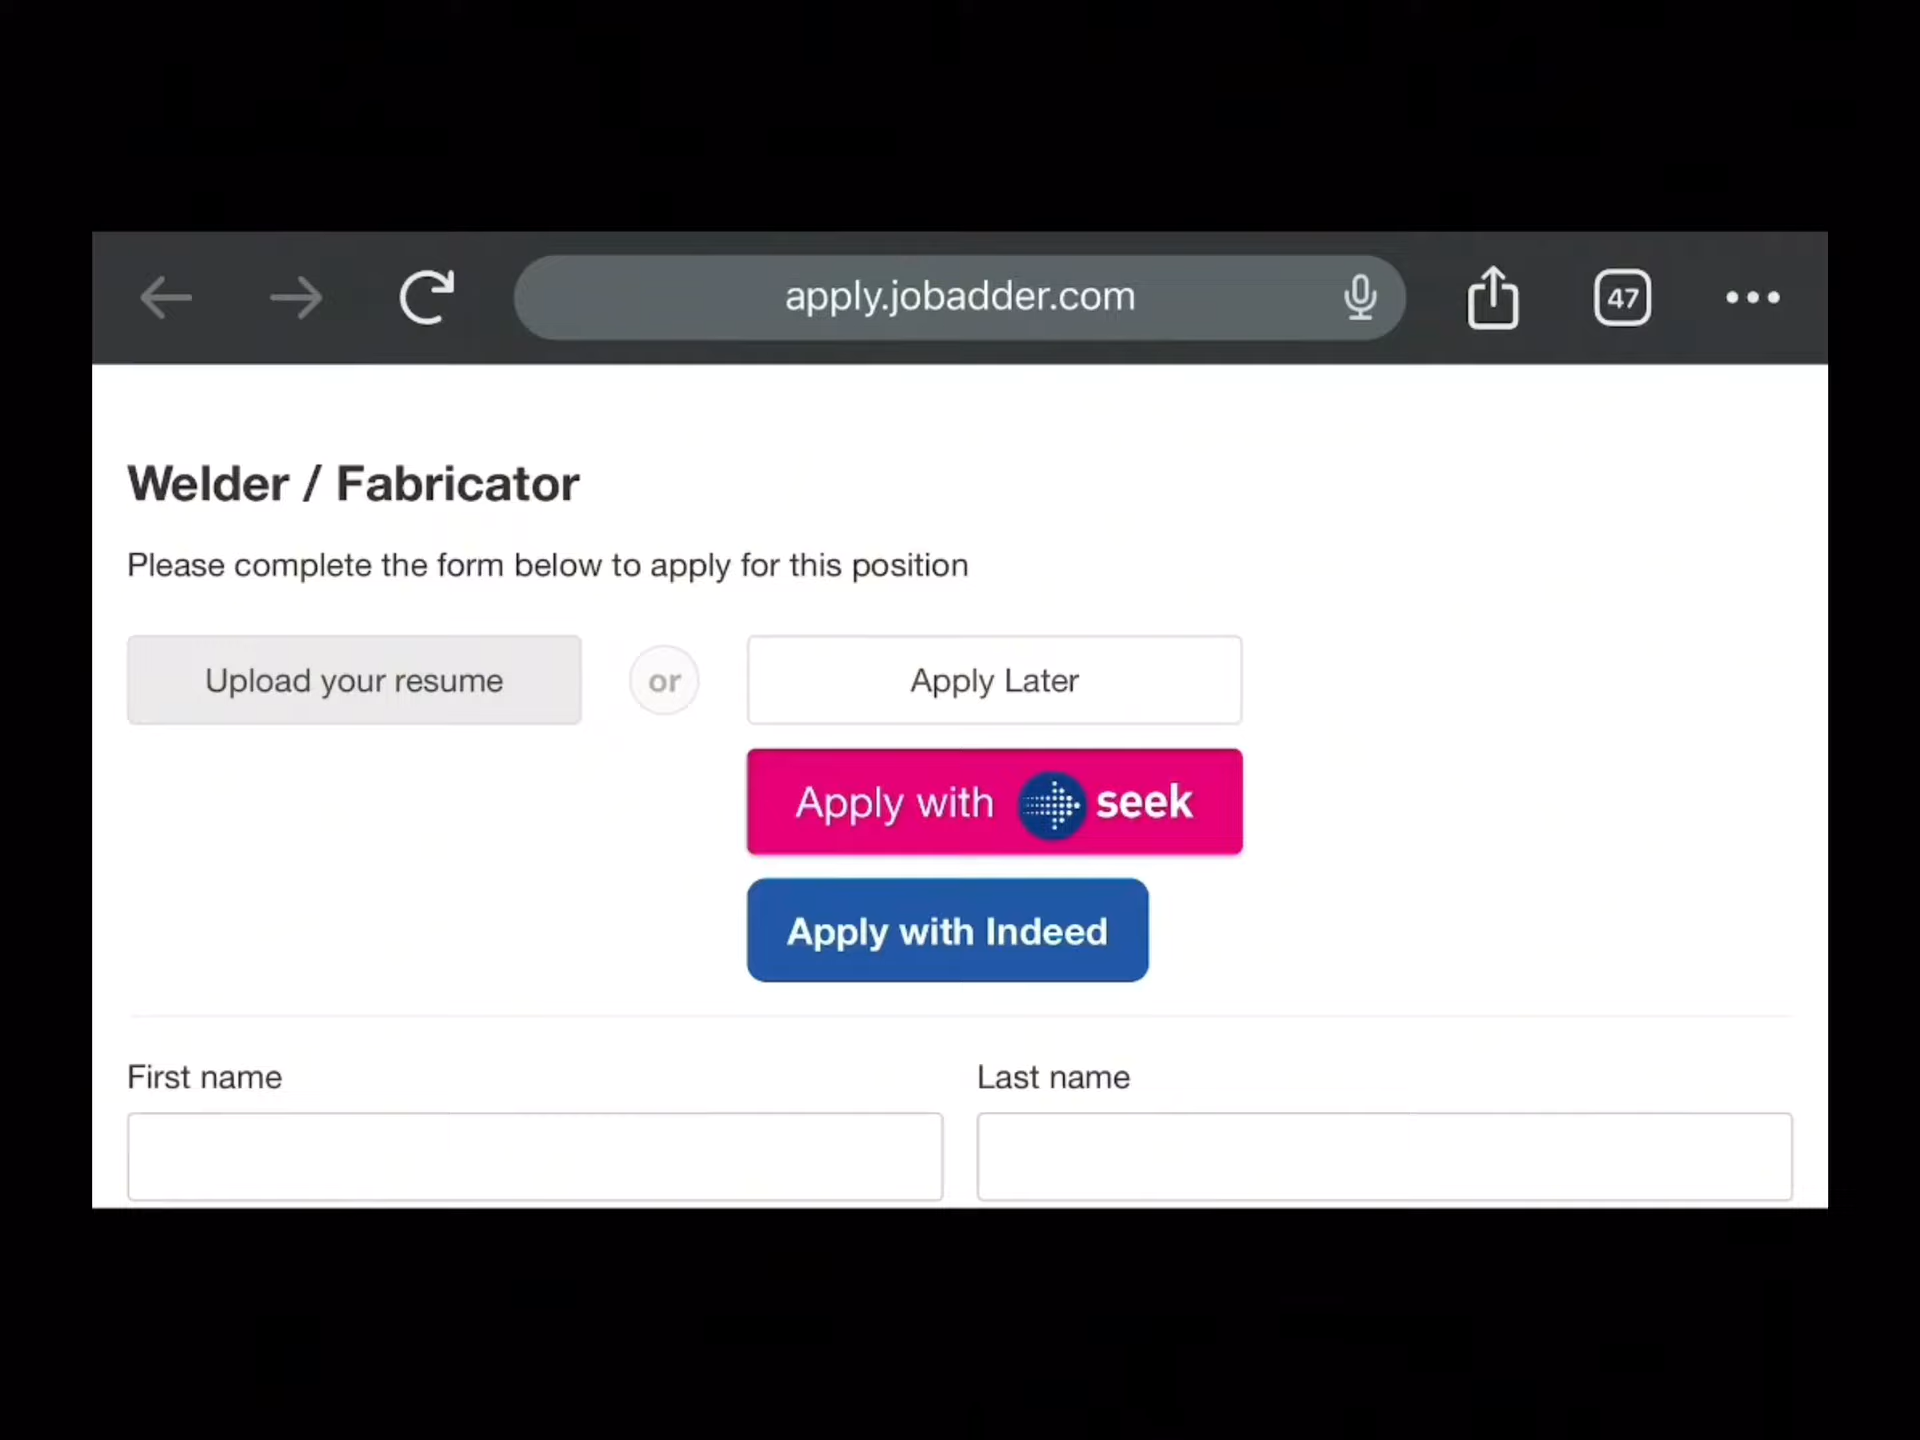 apply.jobadder.com
47
Welder / Fabricator
Please complete the form below to apply for this position
Upload your resume
or
Apply Later
Apply with seek
Apply with Indeed
First name
Last name